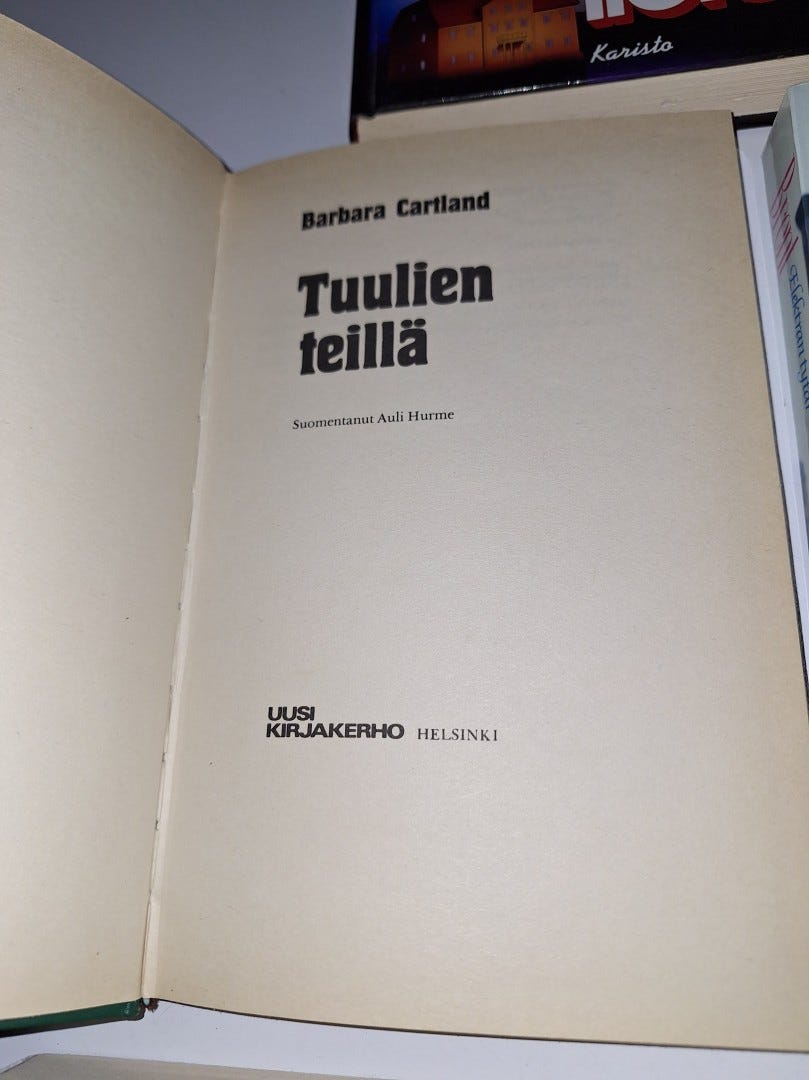 Karisto
Barbara Cartland
Tuulien
teillä
Suomentanut Auli Hurme
UUSI
KIRJAKERHO HELSINKI